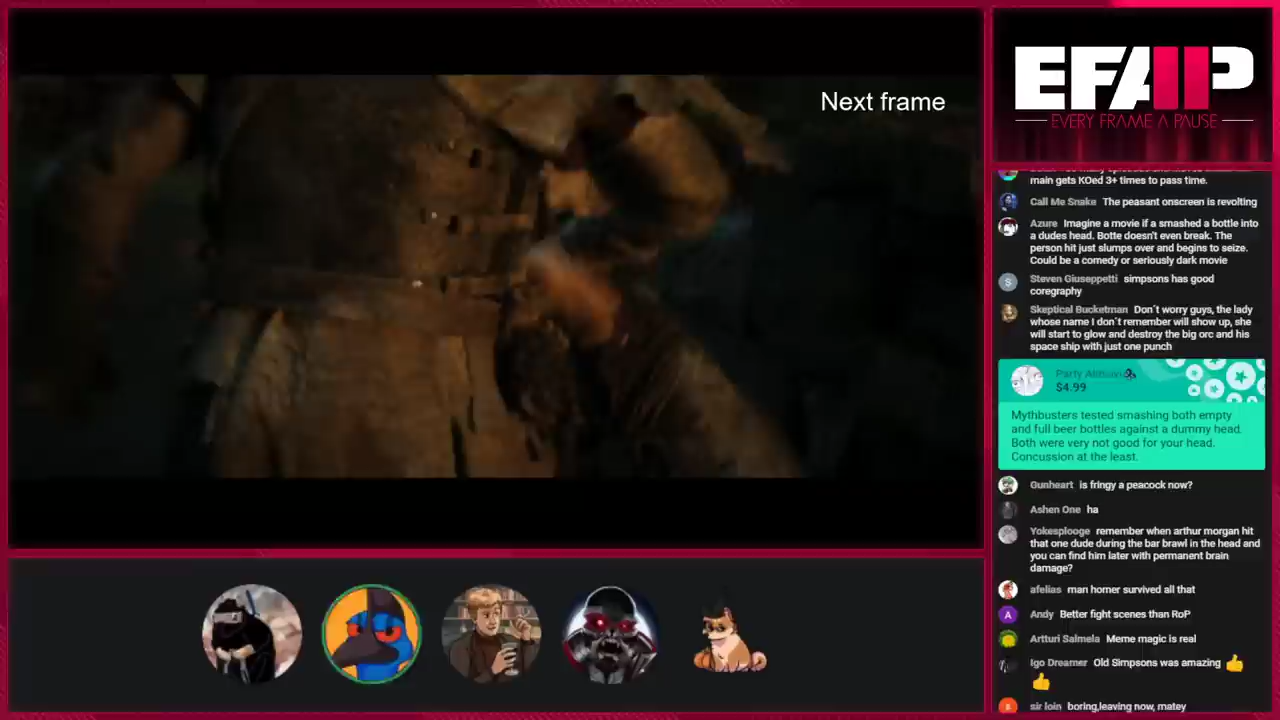 Next frame
EFAP
EVERY FRAME A PAUSE
main gets KOed 3+ times to pass time.
Call Me Snake The peasant onscreen is revolting
Azure Imagine a movie if a smashed a bottle into
a dudes head. Botte doesn't even break. The
person hit just slumps over and begins to seize.
Could be a comedy or seriously dark movie
S
Steven Giuseppetti simpsons has good
coregraphy
Skeptical Bucketman Don´t worry guys, the lady
whose name I don´t remember will show up, she
will start to glow and destroy the big orc and his
space ship with just one punch
Party
$4.99
Mythbusters tested smashing both empty
and full beer bottles against a dummy head.
Both were very not good for your head.
Concussion at the least.
Gunheart is fringy a peacock now?
Ashen One ha
Yokesplooge remember when arthur morgan hit
that one dude during the bar brawl in the head and
you can find him later with permanent brain
damage?
afelias man homer survived all that
A
Andy Better fight scenes than RoP
Artturi Salmela Meme magic is real
Igo Dreamer Old Simpsons was amazing 👍
👍
sir loin boring,leaving now, matey